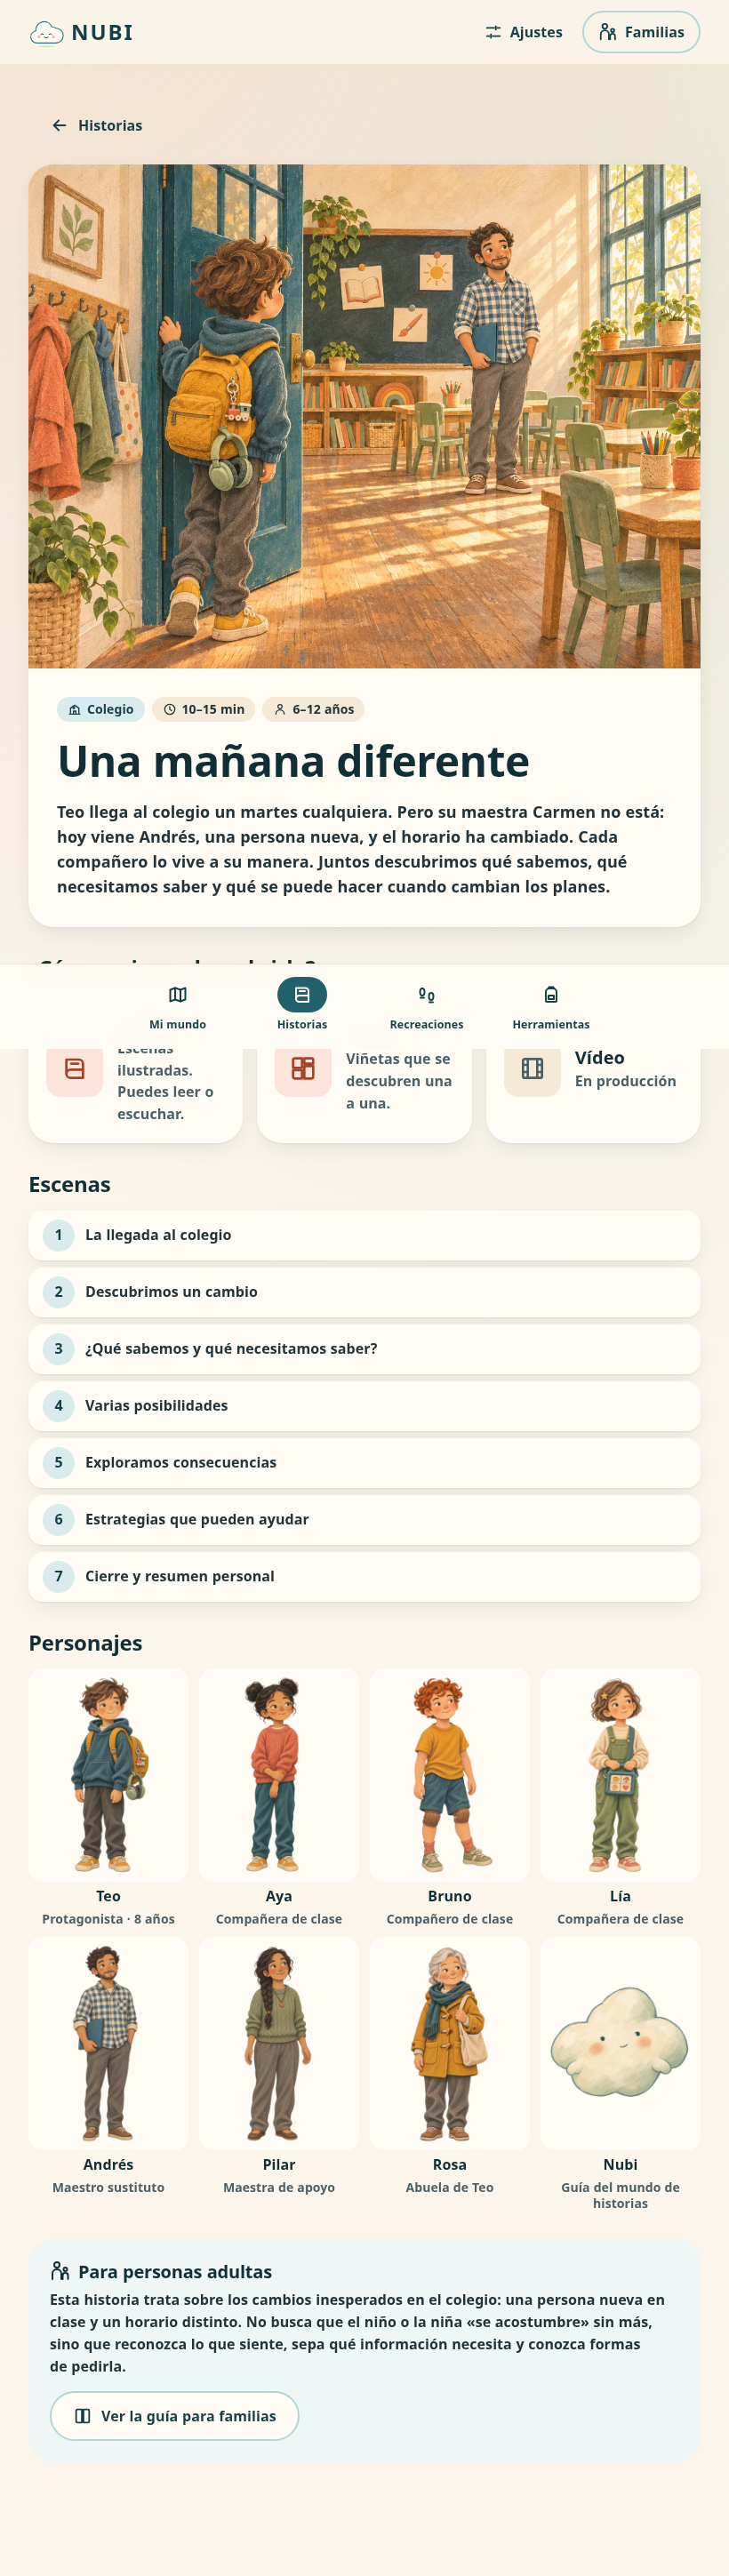 NUBI
Ajustes
Familias
Historias
Colegio
10–15 min
6–12 años
Una mañana diferente
Teo llega al colegio un martes cualquiera. Pero su maestra Carmen no está:
hoy viene Andrés, una persona nueva, y el horario ha cambiado. Cada
compañero lo vive a su manera. Juntos descubrimos qué sabemos, qué
necesitamos saber y qué se puede hacer cuando cambian los planes.
Mi mundo
Historias
Recreaciones
Herramientas
Escenas
ilustradas.
Puedes leer o
escuchar.
Viñetas que se
descubren una
a una.
Vídeo
En producción
Escenas
1 La llegada al colegio
2 Descubrimos un cambio
3 ¿Qué sabemos y qué necesitamos saber?
4 Varias posibilidades
5 Exploramos consecuencias
6 Estrategias que pueden ayudar
7 Cierre y resumen personal
Personajes
Teo
Protagonista · 8 años
Aya
Compañera de clase
Bruno
Compañero de clase
Lía
Compañera de clase
Andrés
Maestro sustituto
Pilar
Maestra de apoyo
Rosa
Abuela de Teo
Nubi
Guía del mundo de
historias
Para personas adultas
Esta historia trata sobre los cambios inesperados en el colegio: una persona nueva en
clase y un horario distinto. No busca que el niño o la niña «se acostumbre» sin más,
sino que reconozca lo que siente, sepa qué información necesita y conozca formas
de pedirla.
Ver la guía para familias